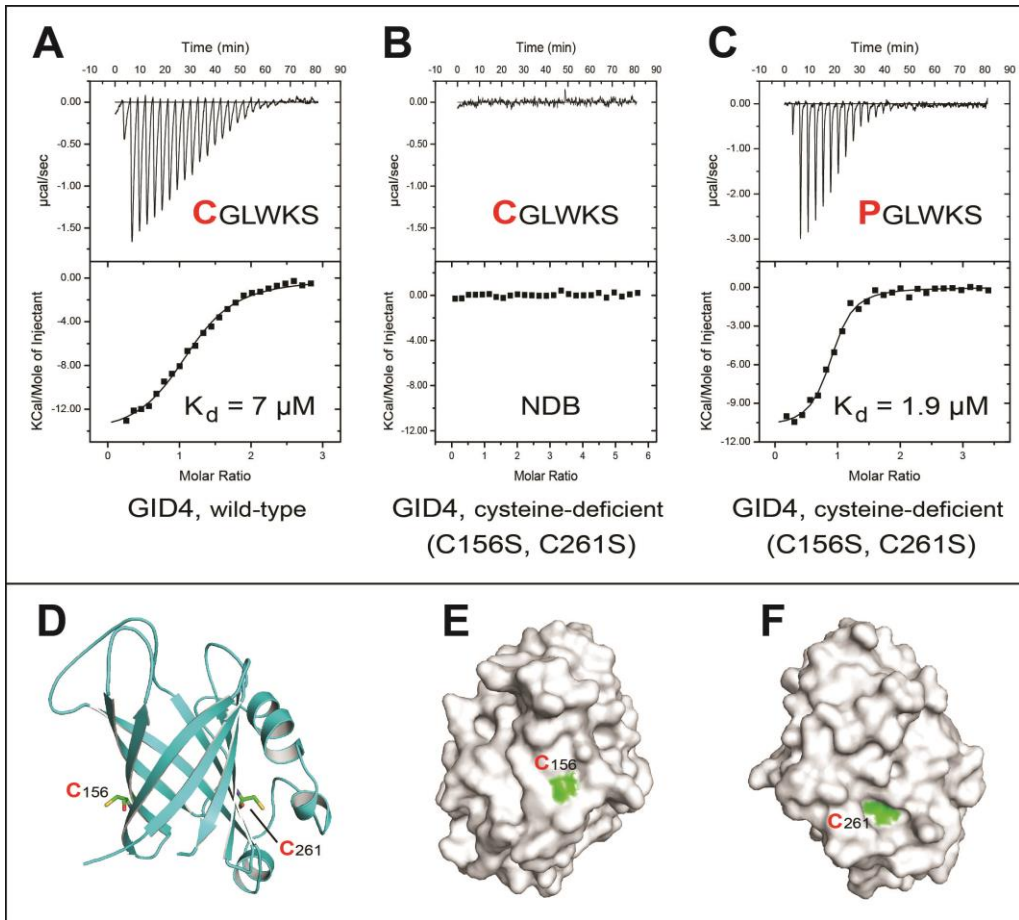 A
Time (min)
-10 0 10 20 30 40 50 60 70 80 90
0.00
-0.50
-1.00
-1.50
µcal/sec
CGLWKS
0.00
-4.00
-8.00
-12.00
KCal/Mole of Injectant
Kd = 7 µM
0 1 2 3
Molar Ratio
GID4, wild-type
B
Time (min)
-10 0 10 20 30 40 50 60 70 80 90
0.00
-0.50
-1.00
-1.50
µcal/sec
CGLWKS
0.00
-4.00
-8.00
-12.00
KCal/Mole of Injectant
NDB
0 1 2 3 4 5 6
Molar Ratio
GID4, cysteine-deficient
(C156S, C261S)
C
Time (min)
-10 0 10 20 30 40 50 60 70 80 90
0.00
-1.00
-2.00
-3.00
µcal/sec
PGLWKS
0.00
-3.00
-6.00
-9.00
-12.00
KCal/Mole of Injectant
Kd = 1.9 µM
0 1 2 3
Molar Ratio
GID4, cysteine-deficient
(C156S, C261S)
D
C156
C261
E
C156
F
C261